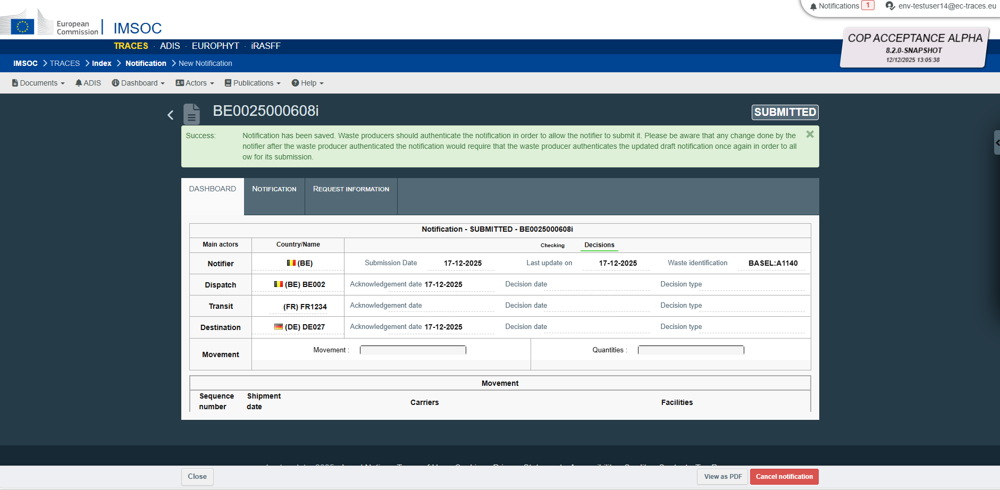 Notifications 1 env-testuser14@ec-traces.eu
European
Commission
IMSOC
COP ACCEPTANCE ALPHA
8.2.0-SNAPSHOT
12/12/2025 13:05:38
TRACES · ADIS · EUROPHYT · iRASFF
IMSOC > TRACES > Index > Notification > New Notification
Documents ADIS Dashboard Actors Publications Help
BE0025000608i
SUBMITTED
Success: Notification has been saved. Waste producers should authenticate the notification in order to allow the notifier to submit it. Please be aware that any change done by the
notifier after the waste producer authenticated the notification would require that the waste producer authenticates the updated draft notification once again in order to all
ow for its submission.
DASHBOARD NOTIFICATION REQUEST INFORMATION
Notification - SUBMITTED - BE0025000608i
Main actors Country/Name Checking Decisions
Notifier (BE) Submission Date 17-12-2025 Last update on 17-12-2025 Waste identification BASEL:A1140
Dispatch (BE) BE002 Acknowledgement date 17-12-2025 Decision date Decision type
Transit (FR) FR1234 Acknowledgement date Decision date Decision type
Destination (DE) DE027 Acknowledgement date 17-12-2025 Decision date Decision type
Movement Movement : Quantities :
Movement
Sequence number Shipment date Carriers Facilities
Close View as PDF Cancel notification